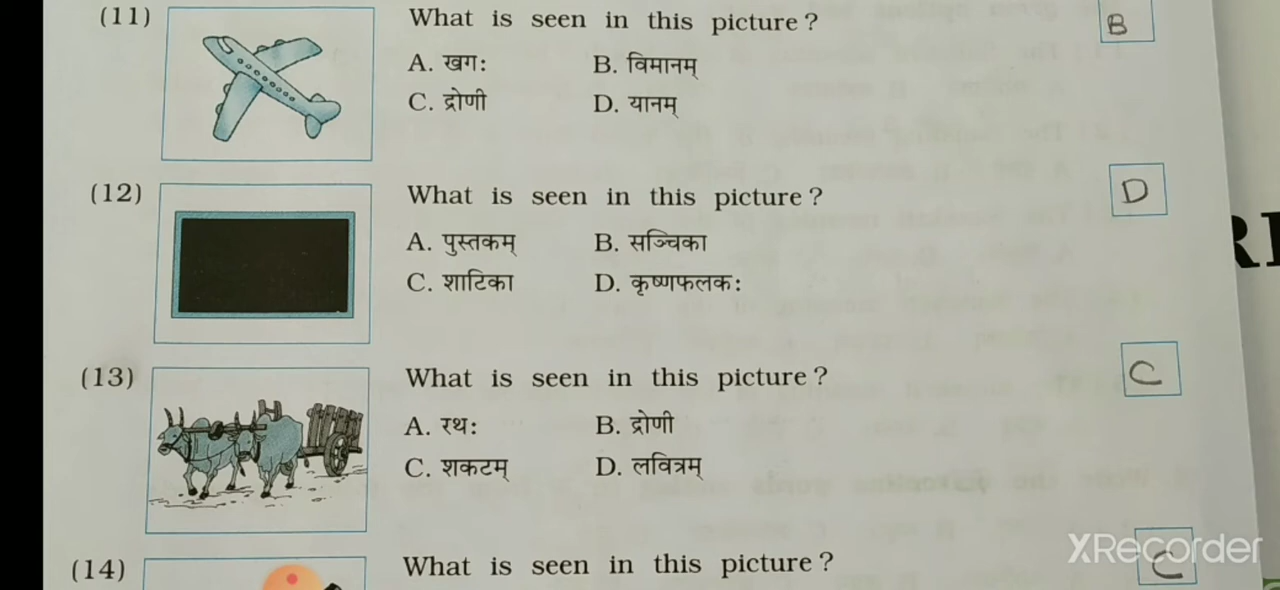 (11) What is seen in this picture ? B
A. खगः B. विमानम्
C. द्रोणी D. यानम्
(12) What is seen in this picture ? D
A. पुस्तकम् B. सञ्चिका
C. शाटिका D. कृष्णफलकः
(13) What is seen in this picture ? C
A. रथः B. द्रोणी
C. शकटम् D. लवित्रम्
(14) What is seen in this picture ? C
XRecorder